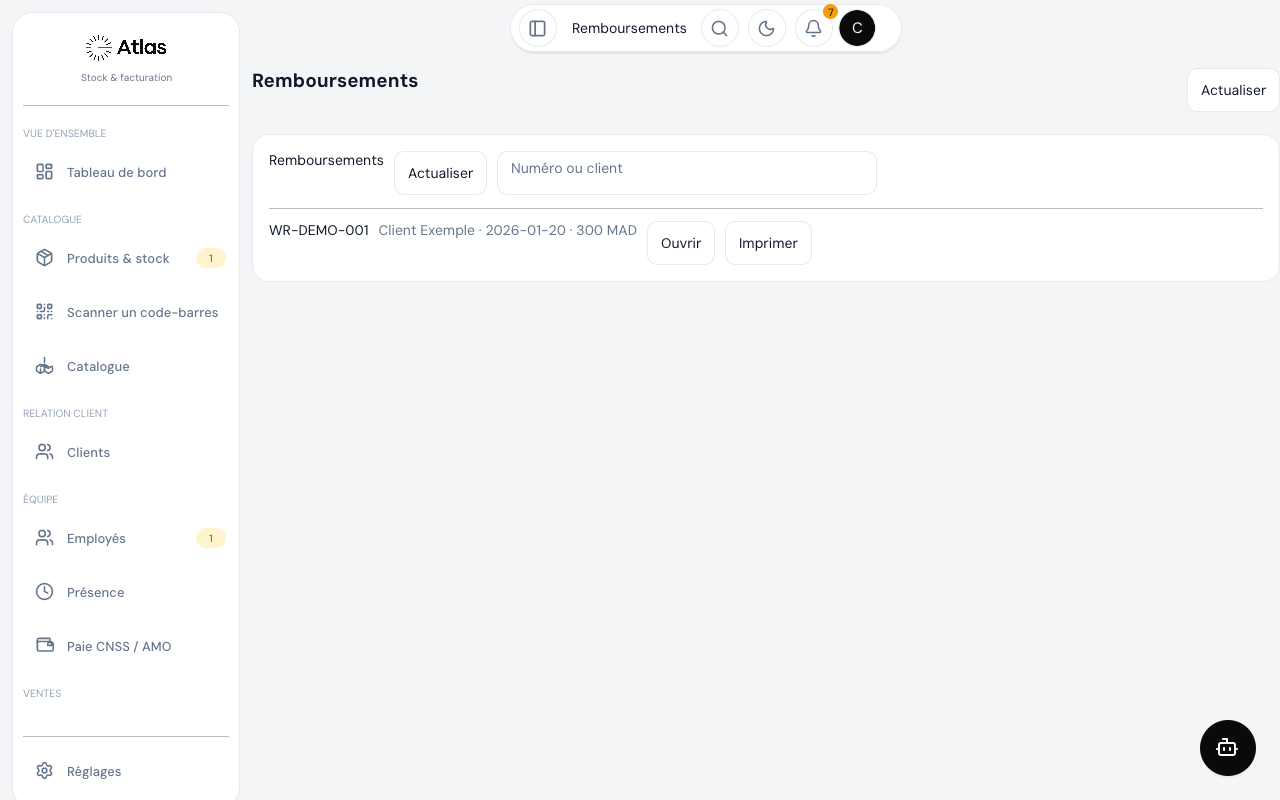 Atlas
Stock & facturation
VUE D'ENSEMBLE
Tableau de bord
CATALOGUE
Produits & stock 1
Scanner un code-barres
Catalogue
RELATION CLIENT
Clients
ÉQUIPE
Employés 1
Présence
Paie CNSS / AMO
VENTES
Réglages
Remboursements 7 C
Remboursements Actualiser
Remboursements Actualiser Numéro ou client
WR-DEMO-001 Client Exemple · 2026-01-20 · 300 MAD Ouvrir Imprimer